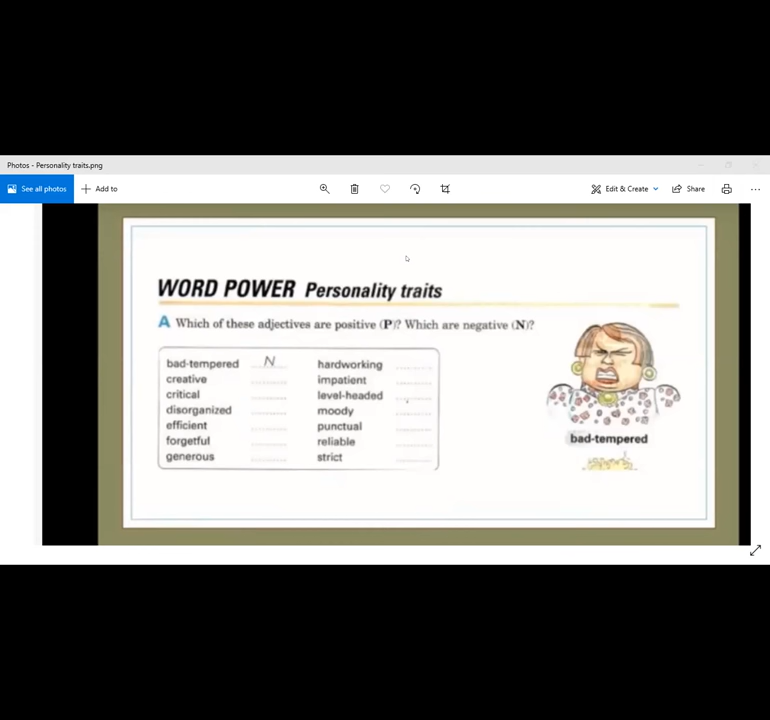 Photos - Personality traits.png
See all photos
Add to
Edit & Create
Share
WORD POWER Personality traits
A Which of these adjectives are positive (P)? Which are negative (N)?
bad-tempered N
creative
critical
disorganized
efficient
forgetful
generous
hardworking
impatient
level-headed
moody
punctual
reliable
strict
bad-tempered